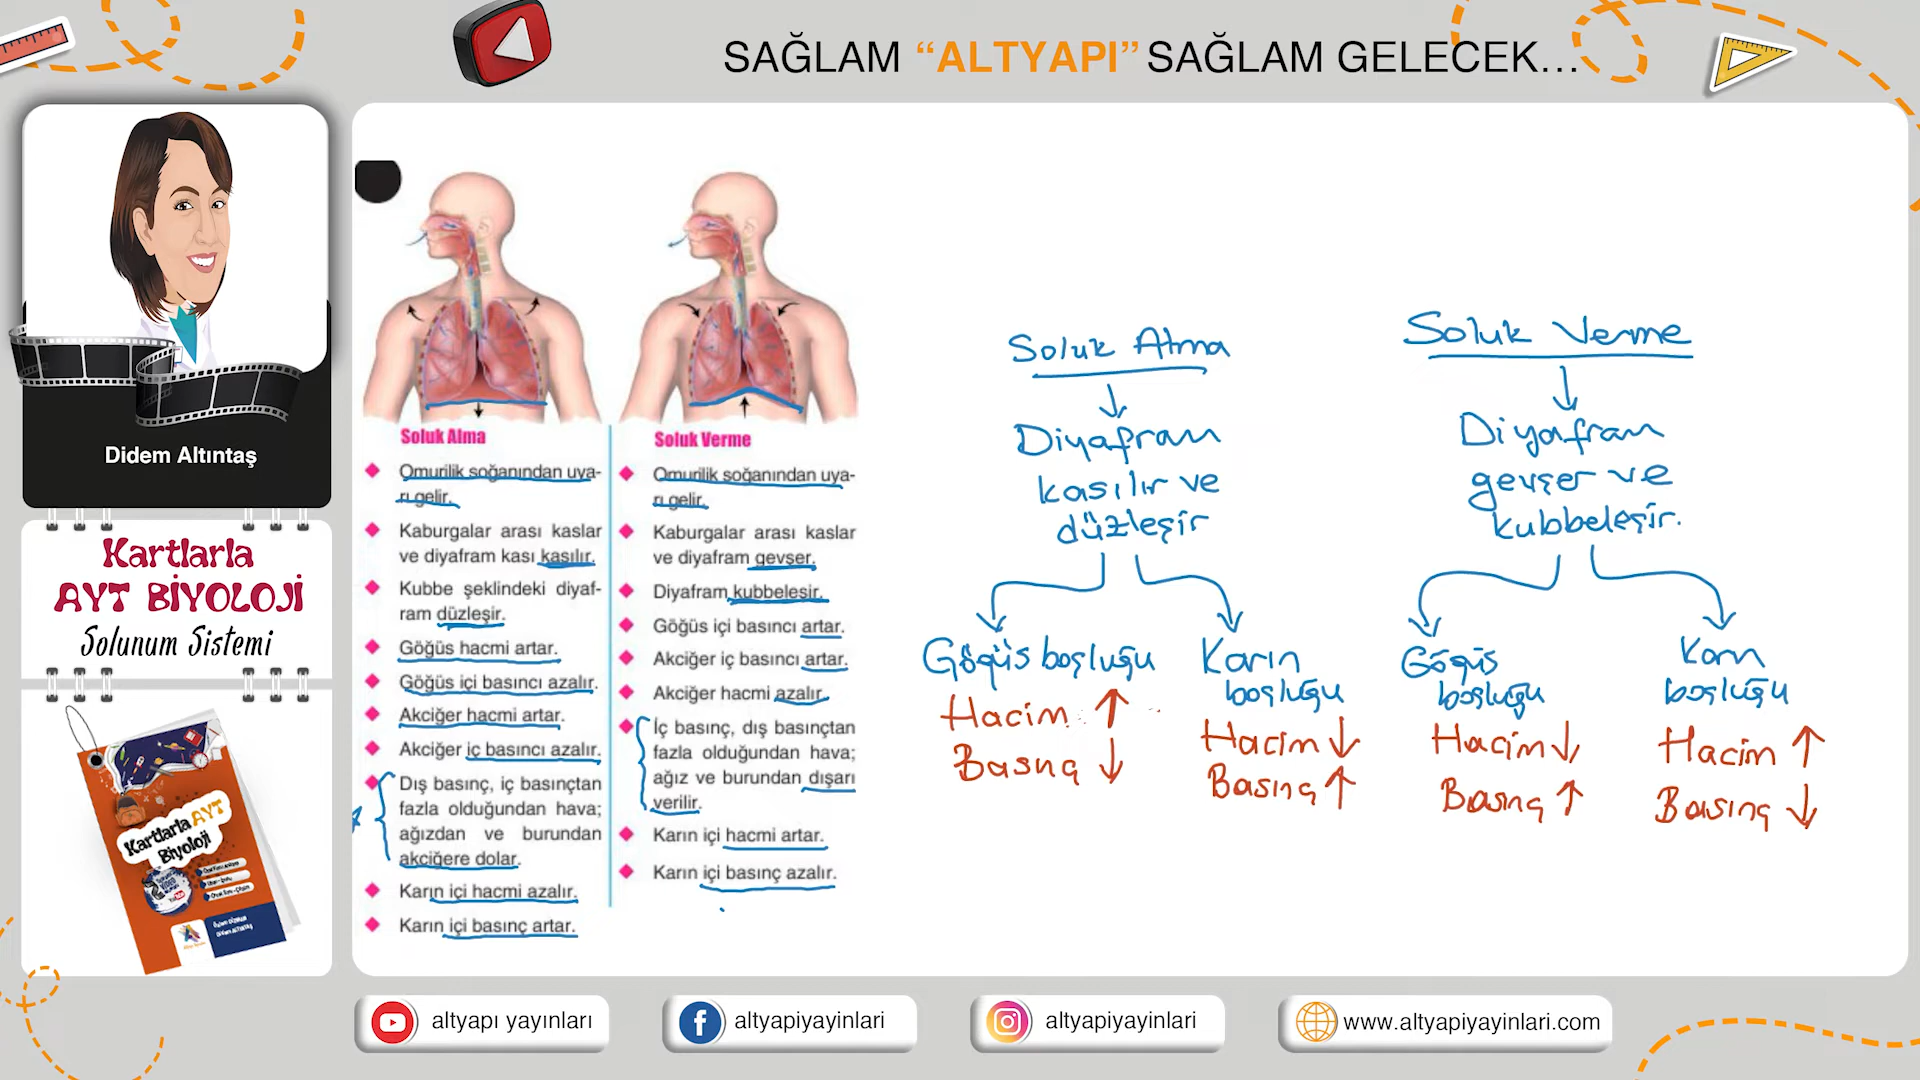 SAĞLAM “ALTYAPI” SAĞLAM GELECEK...
Didem Altıntaş
Kartlarla
AYT BİYOLOJİ
Solunum Sistemi
Kartlarla AYT
Biyoloji
Soluk Alma
Omurilik soğanından uya-
rı gelir.
Kaburgalar arası kaslar
ve diyafram kası kasılır.
Kubbe şeklindeki diyaf-
ram düzleşir.
Göğüs hacmi artar.
Göğüs içi basıncı azalır.
Akciğer hacmi artar.
Akciğer iç basıncı azalır.
Dış basınç, iç basınçtan
fazla olduğundan hava;
ağızdan ve burundan
akciğere dolar.
Karın içi hacmi azalır.
Karın içi basınç artar.
Soluk Verme
Omurilik soğanından uya-
rı gelir.
Kaburgalar arası kaslar
ve diyafram gevşer.
Diyafram kubbeleşir.
Göğüs içi basıncı artar.
Akciğer iç basıncı artar.
Akciğer hacmi azalır.
İç basınç, dış basınçtan
fazla olduğundan hava;
ağız ve burundan dışarı
verilir.
Karın içi hacmi artar.
Karın içi basınç azalır.
Soluk Alma
Diyafram
kasılır ve
düzleşir
Göğüs boşluğu
Hacim ↑
Basınç ↓
Karın
boşluğu
Hacim ↓
Basınç ↑
Soluk Verme
Diyafram
gevşer ve
kubbeleşir.
Göğüs
boşluğu
Hacim ↓
Basınç ↑
Karın
boşluğu
Hacim ↑
Basınç ↓
altyapı yayınları
altyapiyayinlari
altyapiyayinlari
www.altyapiyayinlari.com